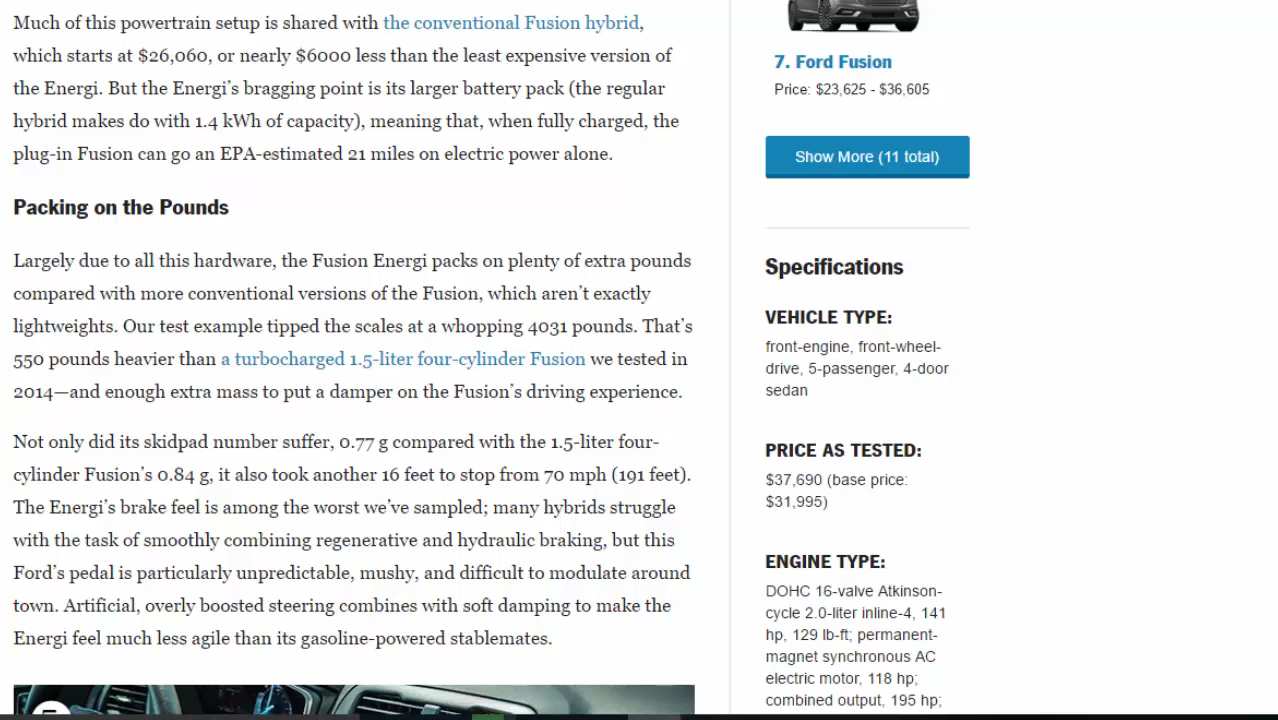 Much of this powertrain setup is shared with the conventional Fusion hybrid,
which starts at $26,060, or nearly $6000 less than the least expensive version of
the Energi. But the Energi’s bragging point is its larger battery pack (the regular
hybrid makes do with 1.4 kWh of capacity), meaning that, when fully charged, the
plug-in Fusion can go an EPA-estimated 21 miles on electric power alone.
Packing on the Pounds
Largely due to all this hardware, the Fusion Energi packs on plenty of extra pounds
compared with more conventional versions of the Fusion, which aren’t exactly
lightweights. Our test example tipped the scales at a whopping 4031 pounds. That’s
550 pounds heavier than a turbocharged 1.5-liter four-cylinder Fusion we tested in
2014—and enough extra mass to put a damper on the Fusion’s driving experience.
Not only did its skidpad number suffer, 0.77 g compared with the 1.5-liter four-
cylinder Fusion’s 0.84 g, it also took another 16 feet to stop from 70 mph (191 feet).
The Energi’s brake feel is among the worst we’ve sampled; many hybrids struggle
with the task of smoothly combining regenerative and hydraulic braking, but this
Ford’s pedal is particularly unpredictable, mushy, and difficult to modulate around
town. Artificial, overly boosted steering combines with soft damping to make the
Energi feel much less agile than its gasoline-powered stablemates.
7. Ford Fusion
Price: $23,625 - $36,605
Show More (11 total)
Specifications
VEHICLE TYPE:
front-engine, front-wheel-
drive, 5-passenger, 4-door
sedan
PRICE AS TESTED:
$37,690 (base price:
$31,995)
ENGINE TYPE:
DOHC 16-valve Atkinson-
cycle 2.0-liter inline-4, 141
hp, 129 lb-ft; permanent-
magnet synchronous AC
electric motor, 118 hp;
combined output, 195 hp;